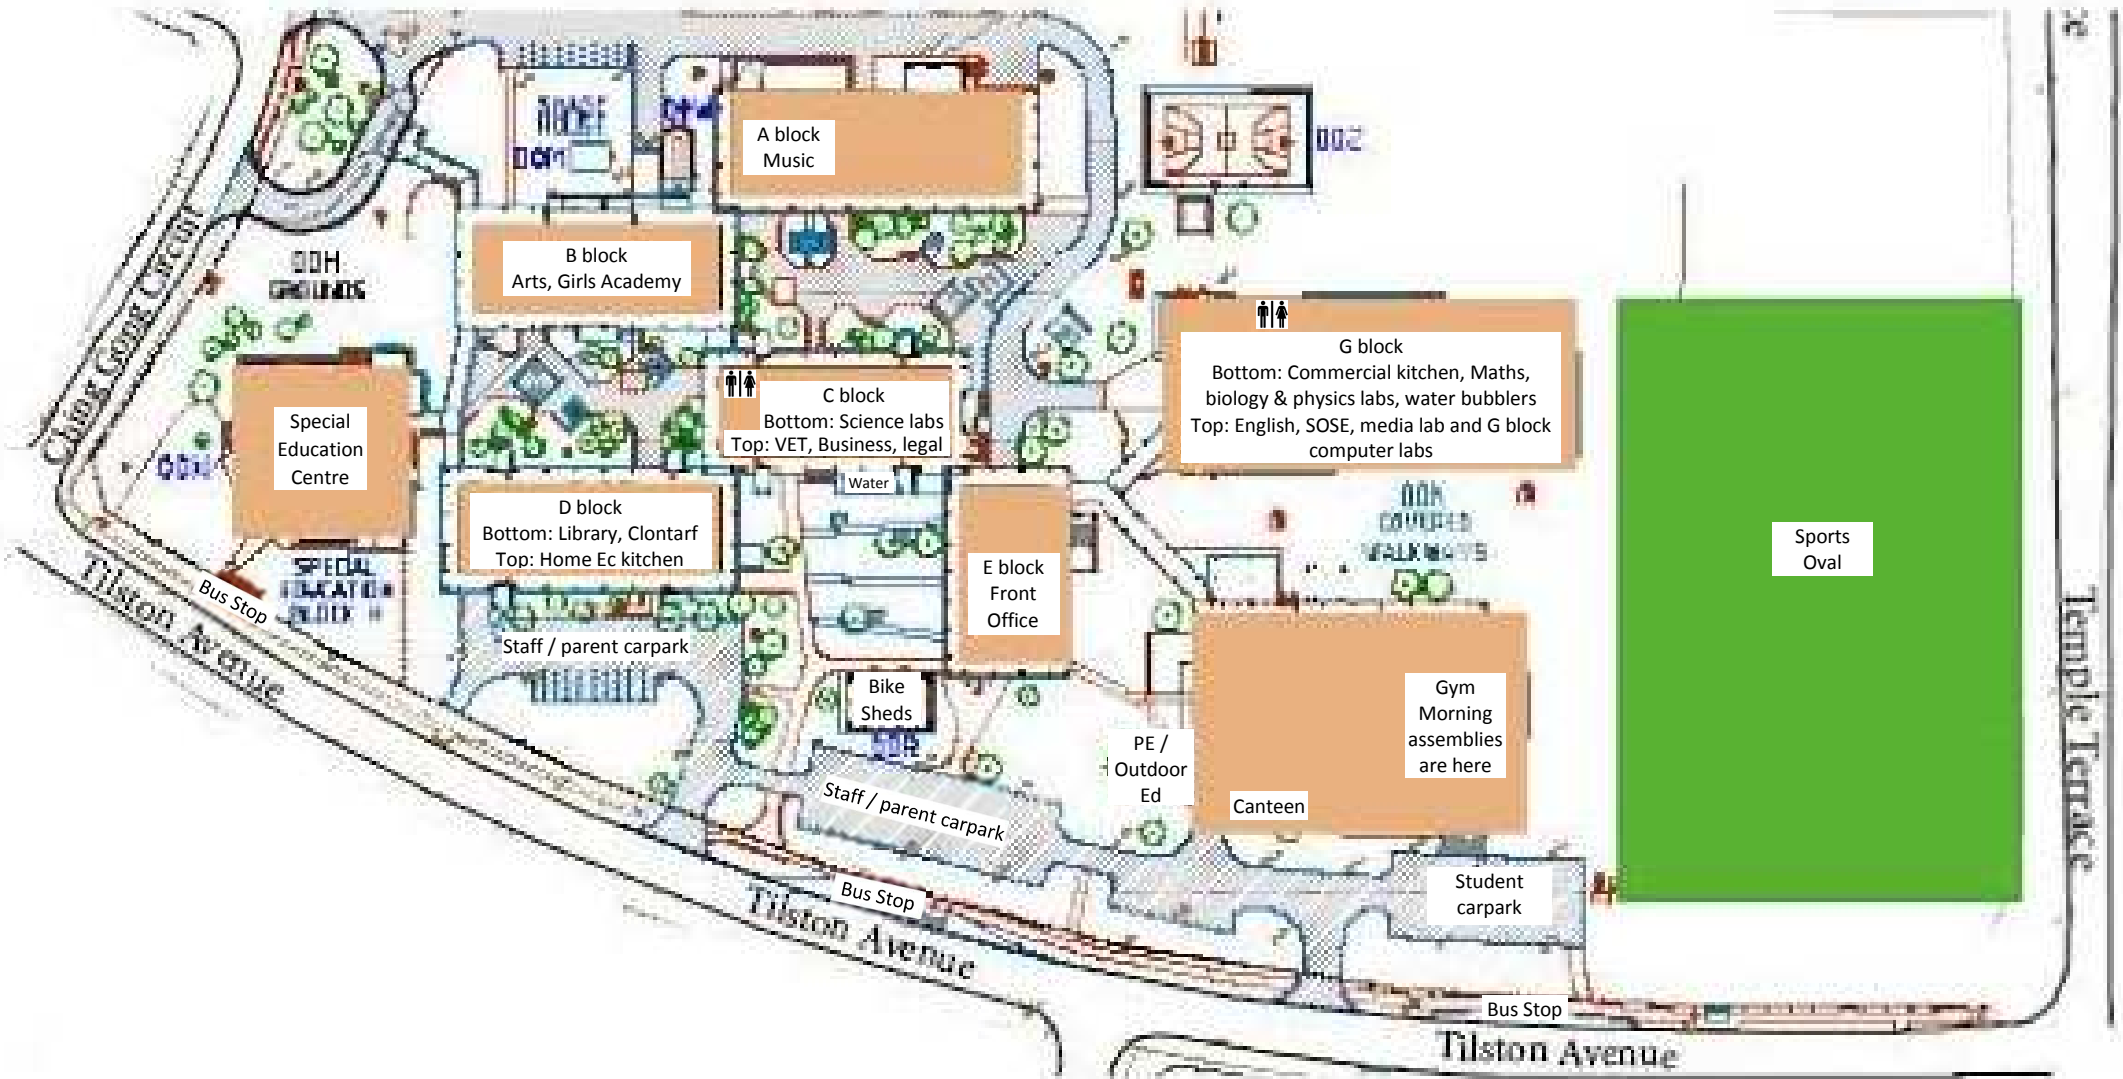 A block
Music
B block
Arts, Girls Academy
Ching Gong Circuit
GROUNDS
G block
Bottom: Commercial kitchen, Maths,
biology & physics labs, water bubblers
Top: English, SOSE, media lab and G block
computer labs
C block
Bottom: Science labs
Top: VET, Business, legal
Special
Education
Centre
Water
D block
Bottom: Library, Clontarf
Top: Home Ec kitchen
COVERED
WALKWAYS
Sports
Oval
E block
Front
Office
SPECIAL
EDUCATION
BLOCK H
Bus Stop
Tilston Avenue
Staff / parent carpark
Bike
Sheds
Gym
Morning
assemblies
are here
PE /
Outdoor
Ed
Canteen
Staff / parent carpark
Temple Terrace
Student
carpark
Bus Stop
Tilston Avenue
Bus Stop
Tilston Avenue